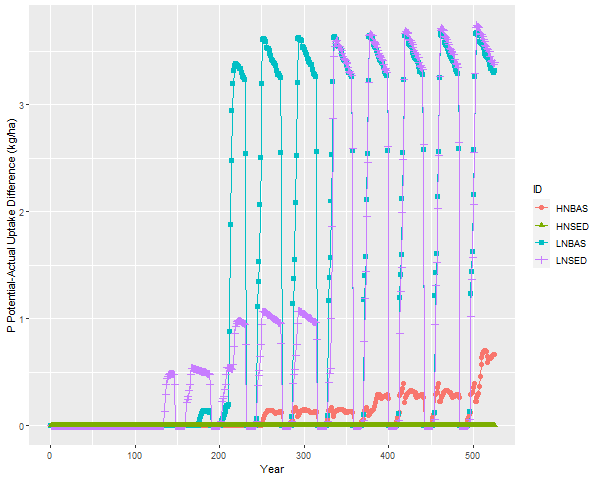 P Potential-Actual Uptake Difference (kg/ha)
3
2
1
0
0
100
200
300
400
500
Year
ID
HNBAS
HNSED
LNBAS
LNSED